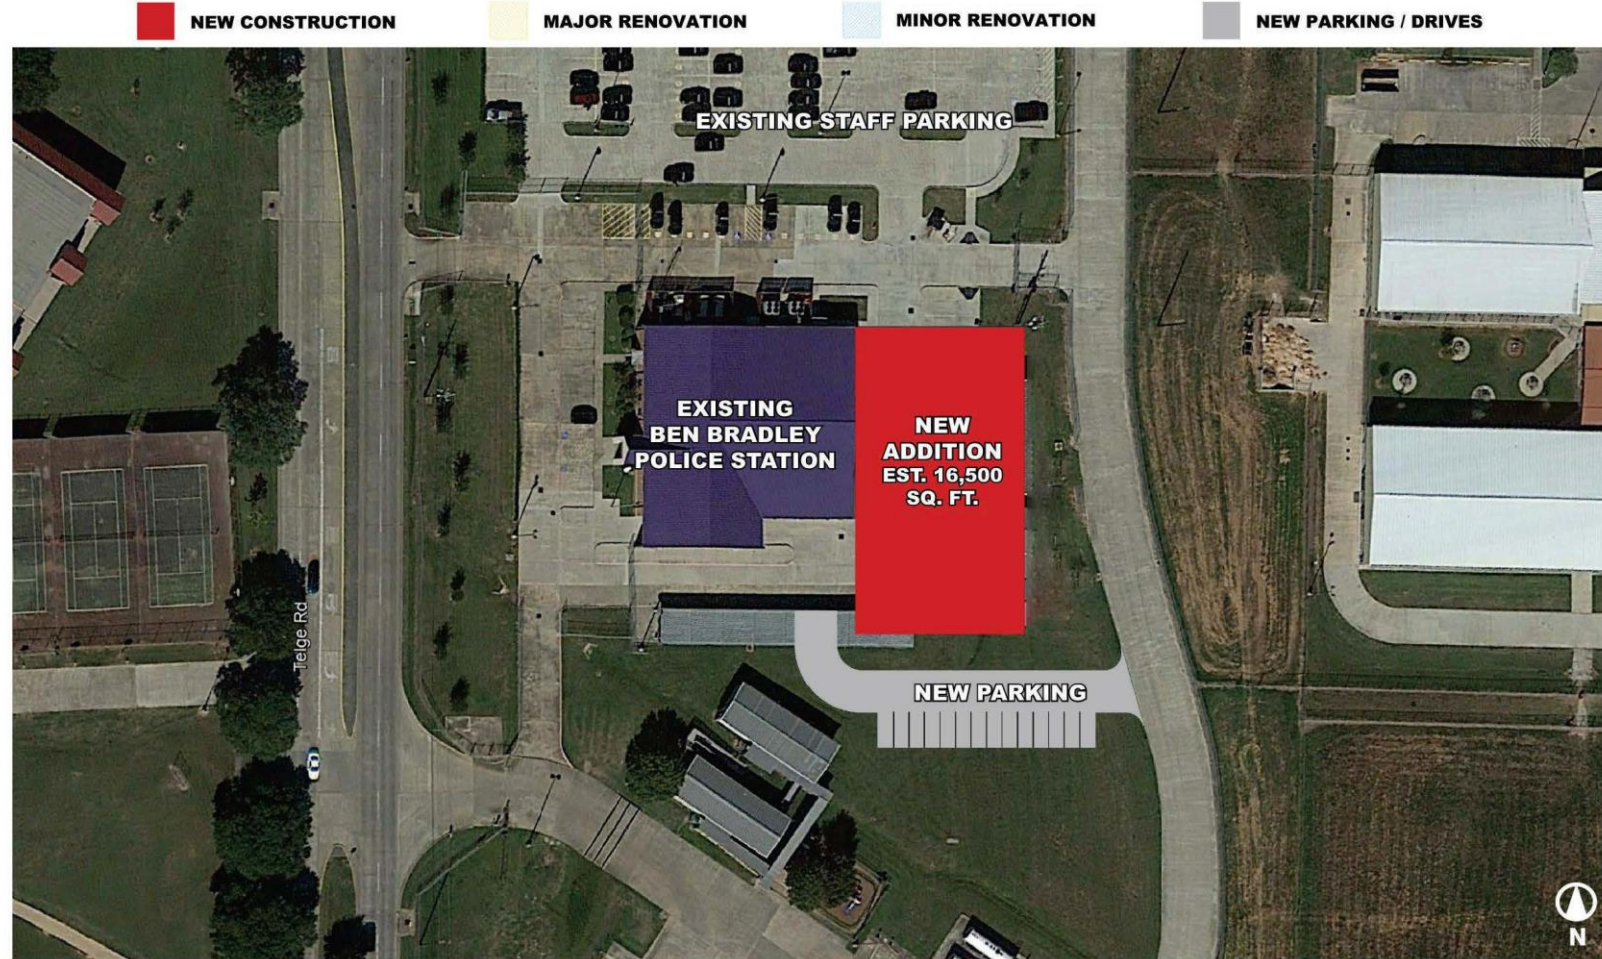 NEW CONSTRUCTION
MAJOR RENOVATION
MINOR RENOVATION
NEW PARKING / DRIVES
EXISTING STAFF PARKING
EXISTING
BEN BRADLEY
POLICE STATION
NEW
ADDITION
EST. 16,500
SQ. FT.
Telge Rd
NEW PARKING
N